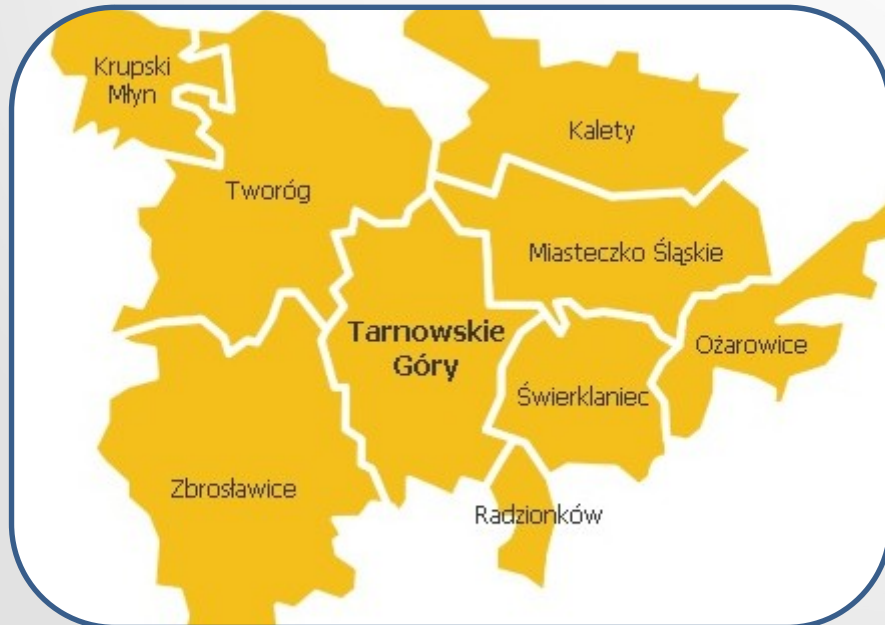 Krupski
Młyn
Kalety
Tworóg
Miasteczko Śląskie
Tarnowskie
Góry
Ożarowice
Świerklaniec
Zbrosławice
Radzionków